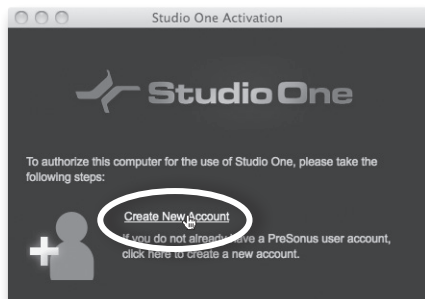 Studio One Activation
Studio One
To authorize this computer for the use of Studio One, please take the
following steps:
Create New Account
If you do not already have a PreSonus user account,
click here to create a new account.